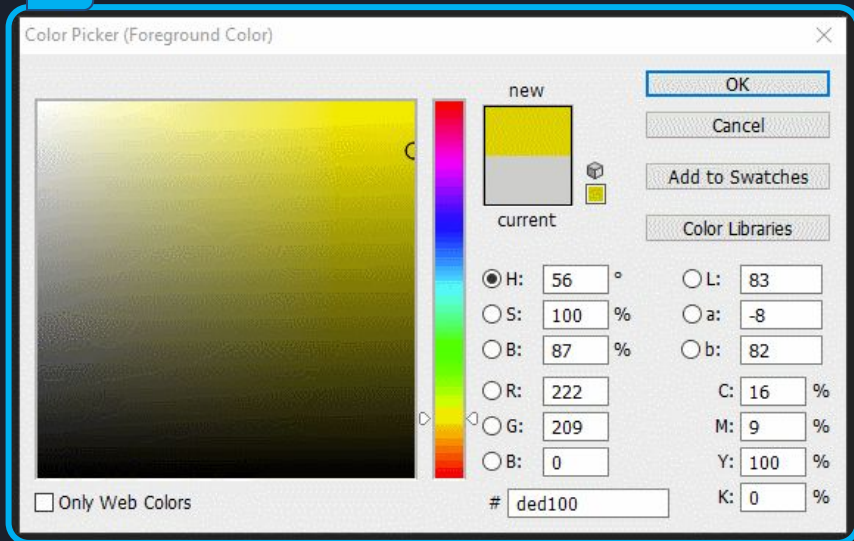 Color Picker (Foreground Color)
new
current
OK
Cancel
Add to Swatches
Color Libraries
H: 56 °
S: 100 %
B: 87 %
R: 222
G: 209
B: 0
# ded100
L: 83
a: -8
b: 82
C: 16 %
M: 9 %
Y: 100 %
K: 0 %
Only Web Colors